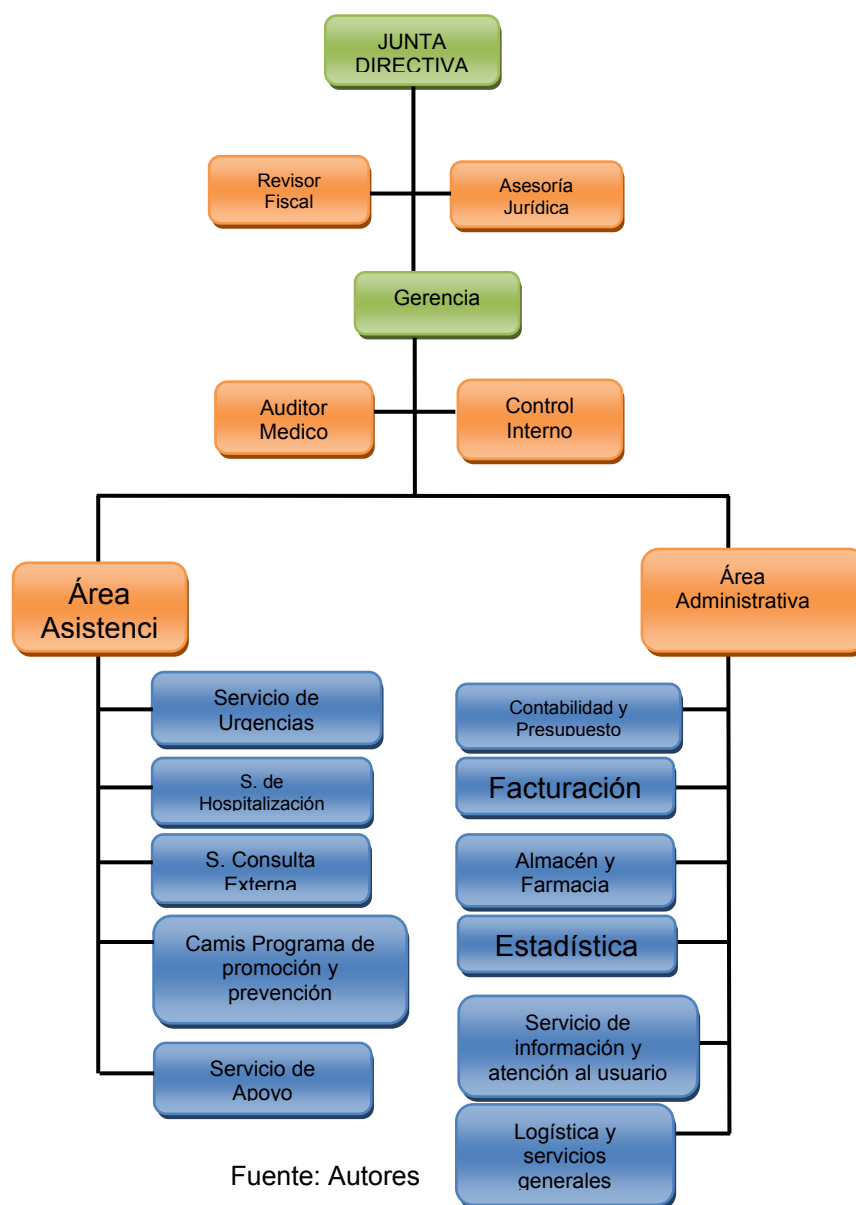 JUNTA
DIRECTIVA
Revisor
Fiscal
Asesoría
Jurídica
Gerencia
Auditor
Medico
Control
Interno
Área
Asistenci
Área
Administrativa
Servicio de
Urgencias
S. de
Hospitalización
S. Consulta
Externa
Camis Programa de
promoción y
prevención
Servicio de
Apoyo
Contabilidad y
Presupuesto
Facturación
Almacén y
Farmacia
Estadística
Servicio de
información y
atención al usuario
Logística y
servicios
generales
Fuente: Autores